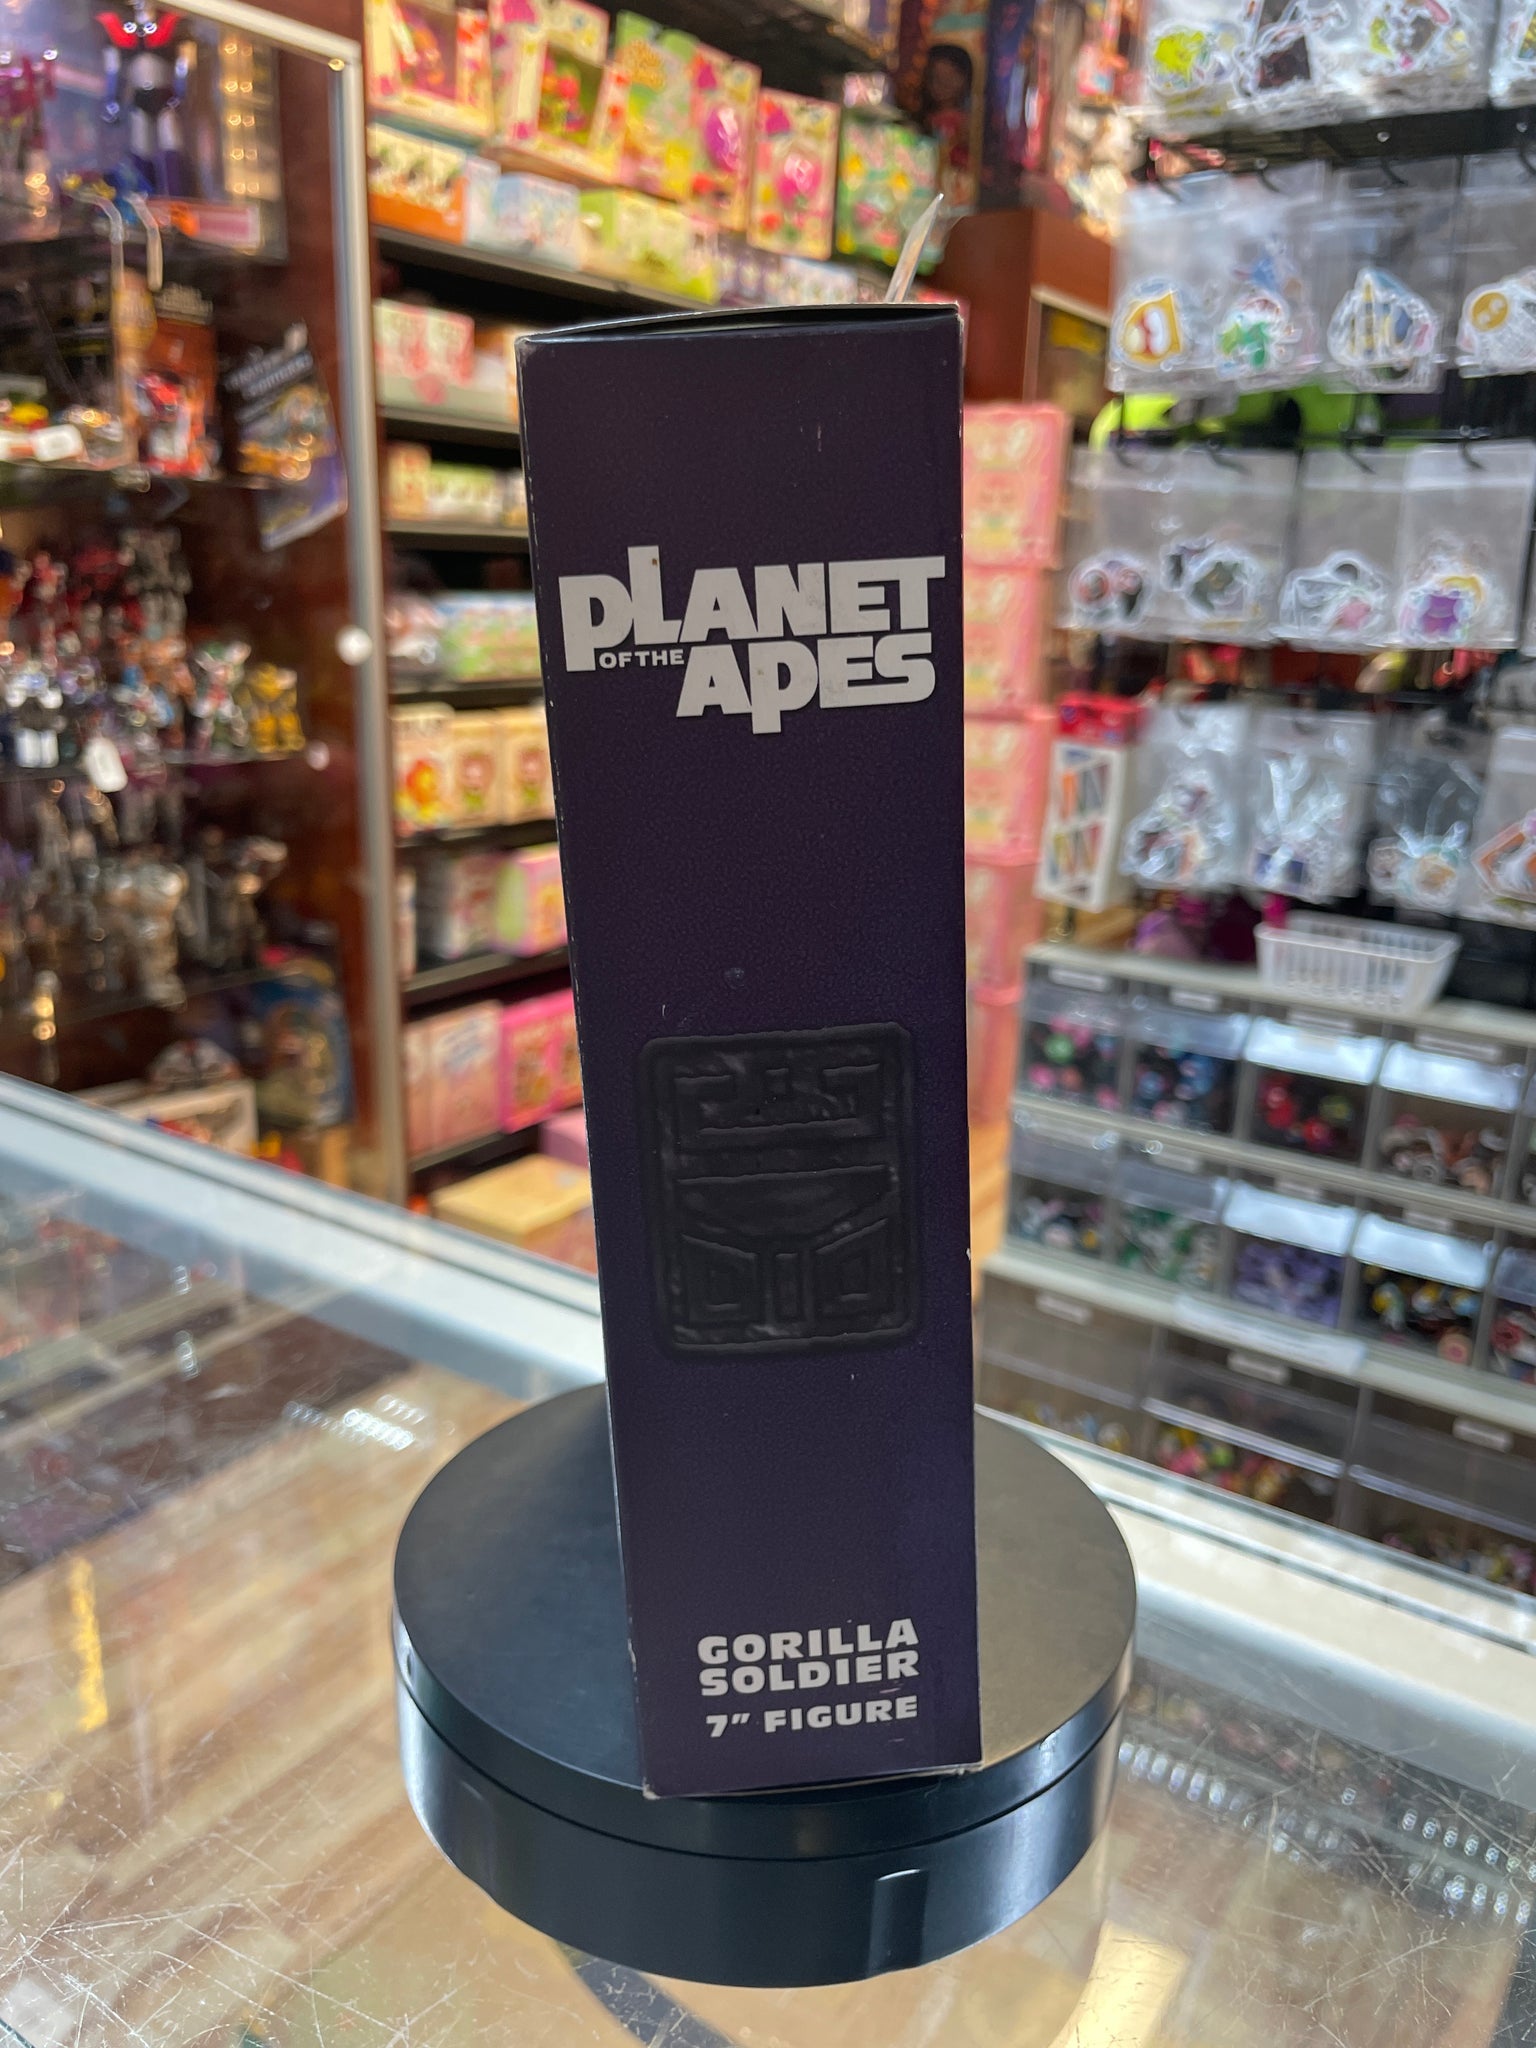 PLANET
OF THE
APES
GORILLA
SOLDIER
7" FIGURE